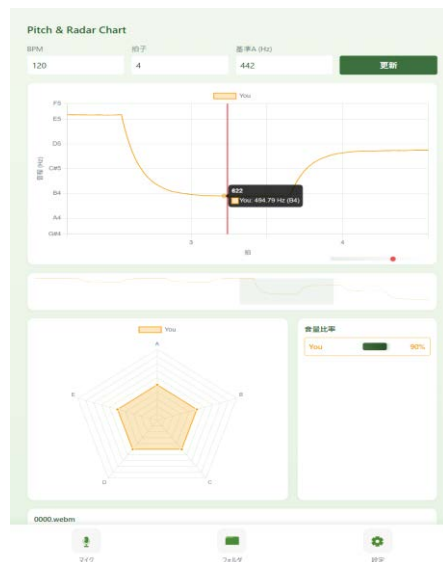 Pitch & Radar Chart
BPM
拍子
基準A (Hz)
120
4
442
更新
You
F5
E5
D5
C#5
B4
A4
G#4
音程 (Hz)
622
You: 494.79 Hz (B4)
3
4
拍
You
A
B
C
D
E
音量比率
You
90%
0000.webm
マイク
フォルダ
設定